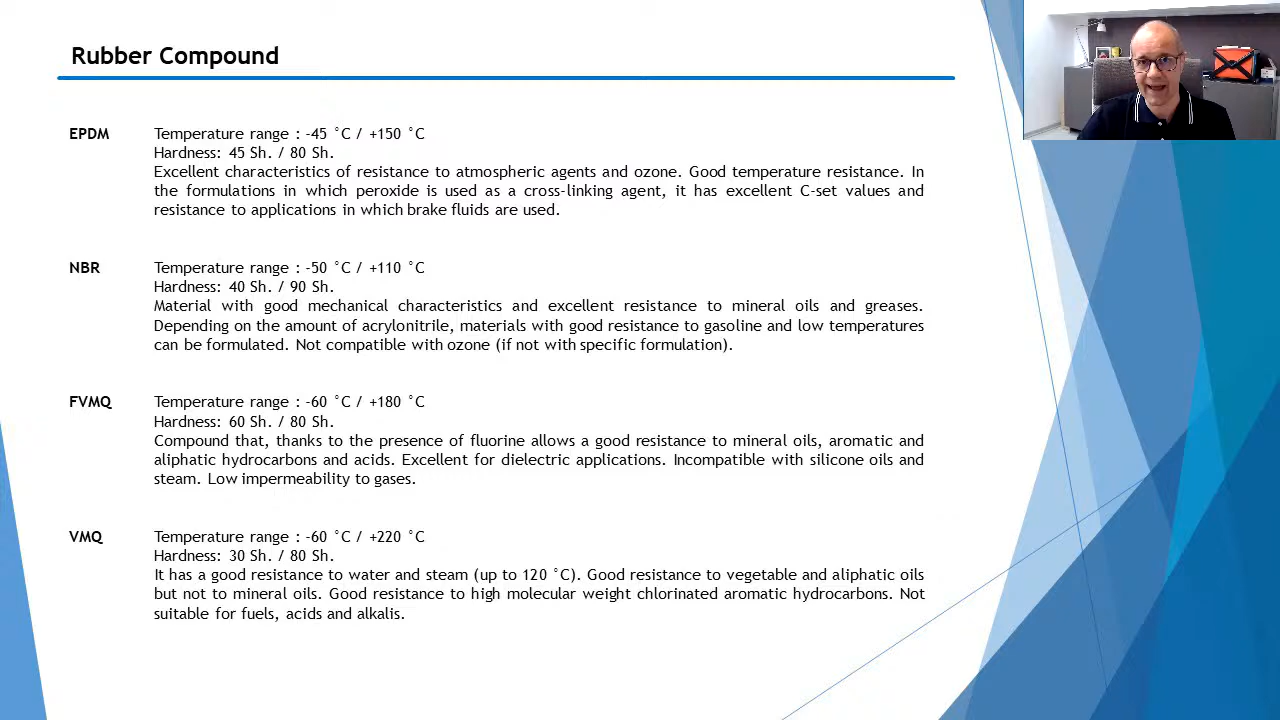 Rubber Compound
EPDM
Temperature range : -45 °C / +150 °C
Hardness: 45 Sh. / 80 Sh.
Excellent characteristics of resistance to atmospheric agents and ozone. Good temperature resistance. In
the formulations in which peroxide is used as a cross-linking agent, it has excellent C-set values and
resistance to applications in which brake fluids are used.
NBR
Temperature range : -50 °C / +110 °C
Hardness: 40 Sh. / 90 Sh.
Material with good mechanical characteristics and excellent resistance to mineral oils and greases.
Depending on the amount of acrylonitrile, materials with good resistance to gasoline and low temperatures
can be formulated. Not compatible with ozone (if not with specific formulation).
FVMQ
Temperature range : -60 °C / +180 °C
Hardness: 60 Sh. / 80 Sh.
Compound that, thanks to the presence of fluorine allows a good resistance to mineral oils, aromatic and
aliphatic hydrocarbons and acids. Excellent for dielectric applications. Incompatible with silicone oils and
steam. Low impermeability to gases.
VMQ
Temperature range : -60 °C / +220 °C
Hardness: 30 Sh. / 80 Sh.
It has a good resistance to water and steam (up to 120 °C). Good resistance to vegetable and aliphatic oils
but not to mineral oils. Good resistance to high molecular weight chlorinated aromatic hydrocarbons. Not
suitable for fuels, acids and alkalis.